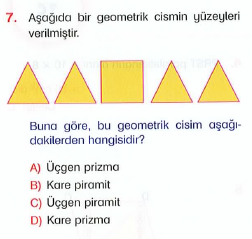 7. Aşağıda bir geometrik cismin yüzeyleri
verilmiştir.
Buna göre, bu geometrik cisim aşağı-
dakilerden hangisidir?
A) Üçgen prizma
B) Kare piramit
C) Üçgen piramit
D) Kare prizma